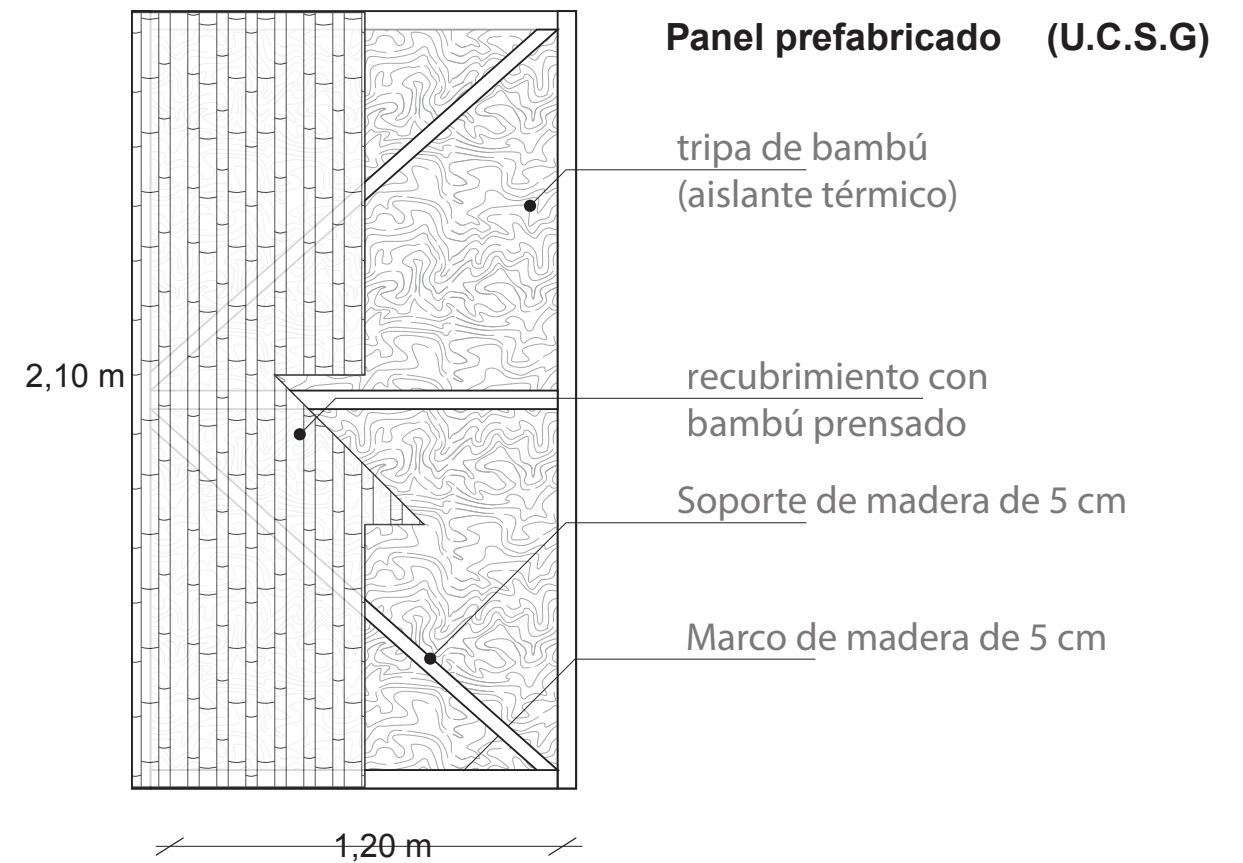 Panel prefabricado (U.C.S.G)
tripa de bambú
(aislante térmico)
2,10 m
recubrimiento con
bambú prensado
Soporte de madera de 5 cm
Marco de madera de 5 cm
1,20 m